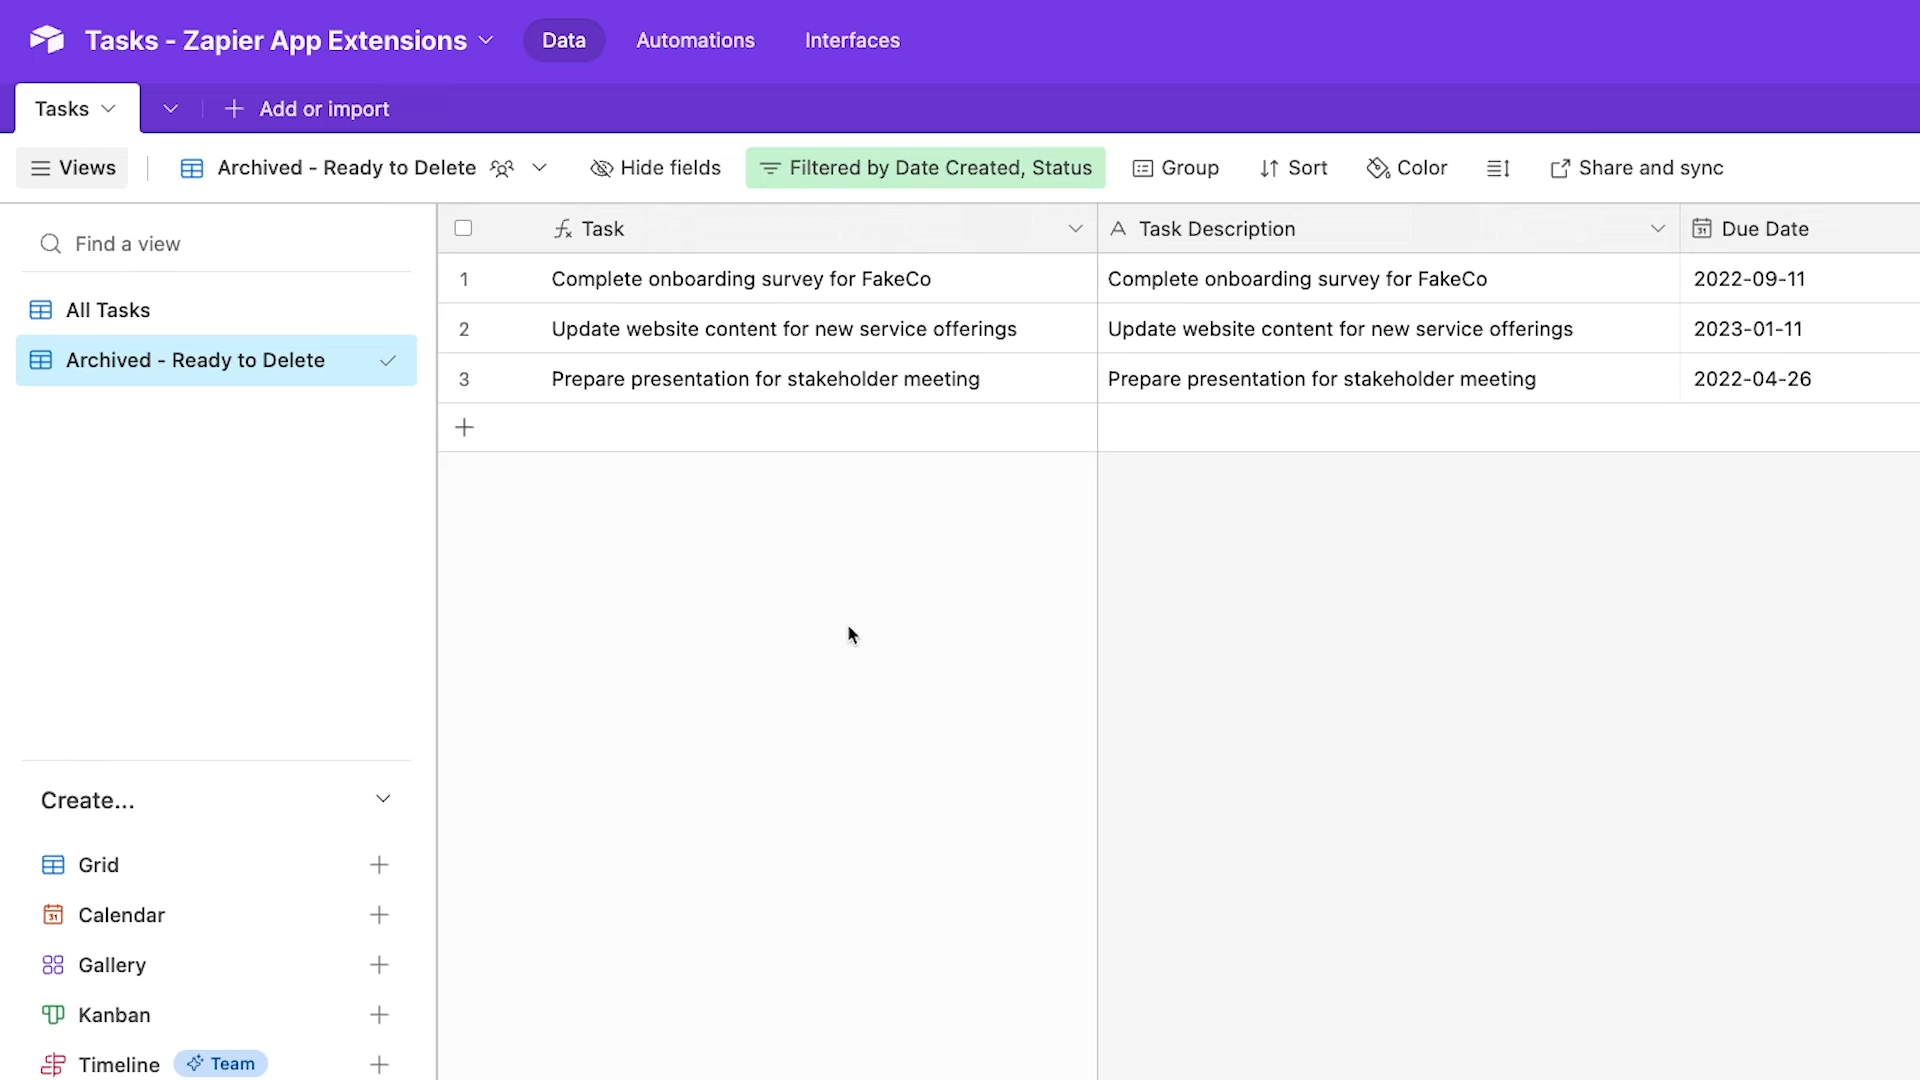 Tasks - Zapier App Extensions
Data
Automations
Interfaces
Tasks
Add or import
Views
Archived - Ready to Delete
Hide fields
Filtered by Date Created, Status
Group
Sort
Color
Share and sync
Find a view
All Tasks
Archived - Ready to Delete
Task
Task Description
31 Due Date
1 Complete onboarding survey for FakeCo Complete onboarding survey for FakeCo 2022-09-11
2 Update website content for new service offerings Update website content for new service offerings 2023-01-11
3 Prepare presentation for stakeholder meeting Prepare presentation for stakeholder meeting 2022-04-26
Create...
Grid
31 Calendar
Gallery
Kanban
Timeline Team